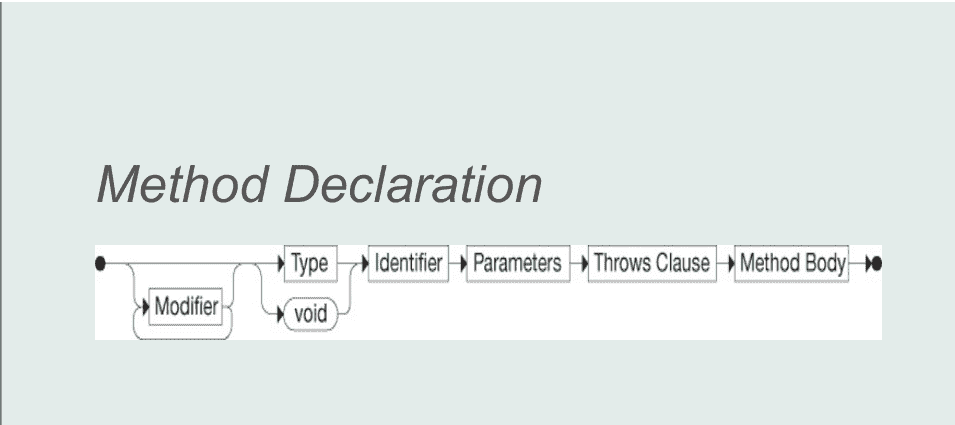 Method Declaration
Type Identifier Parameters Throws Clause Method Body
Modifier void